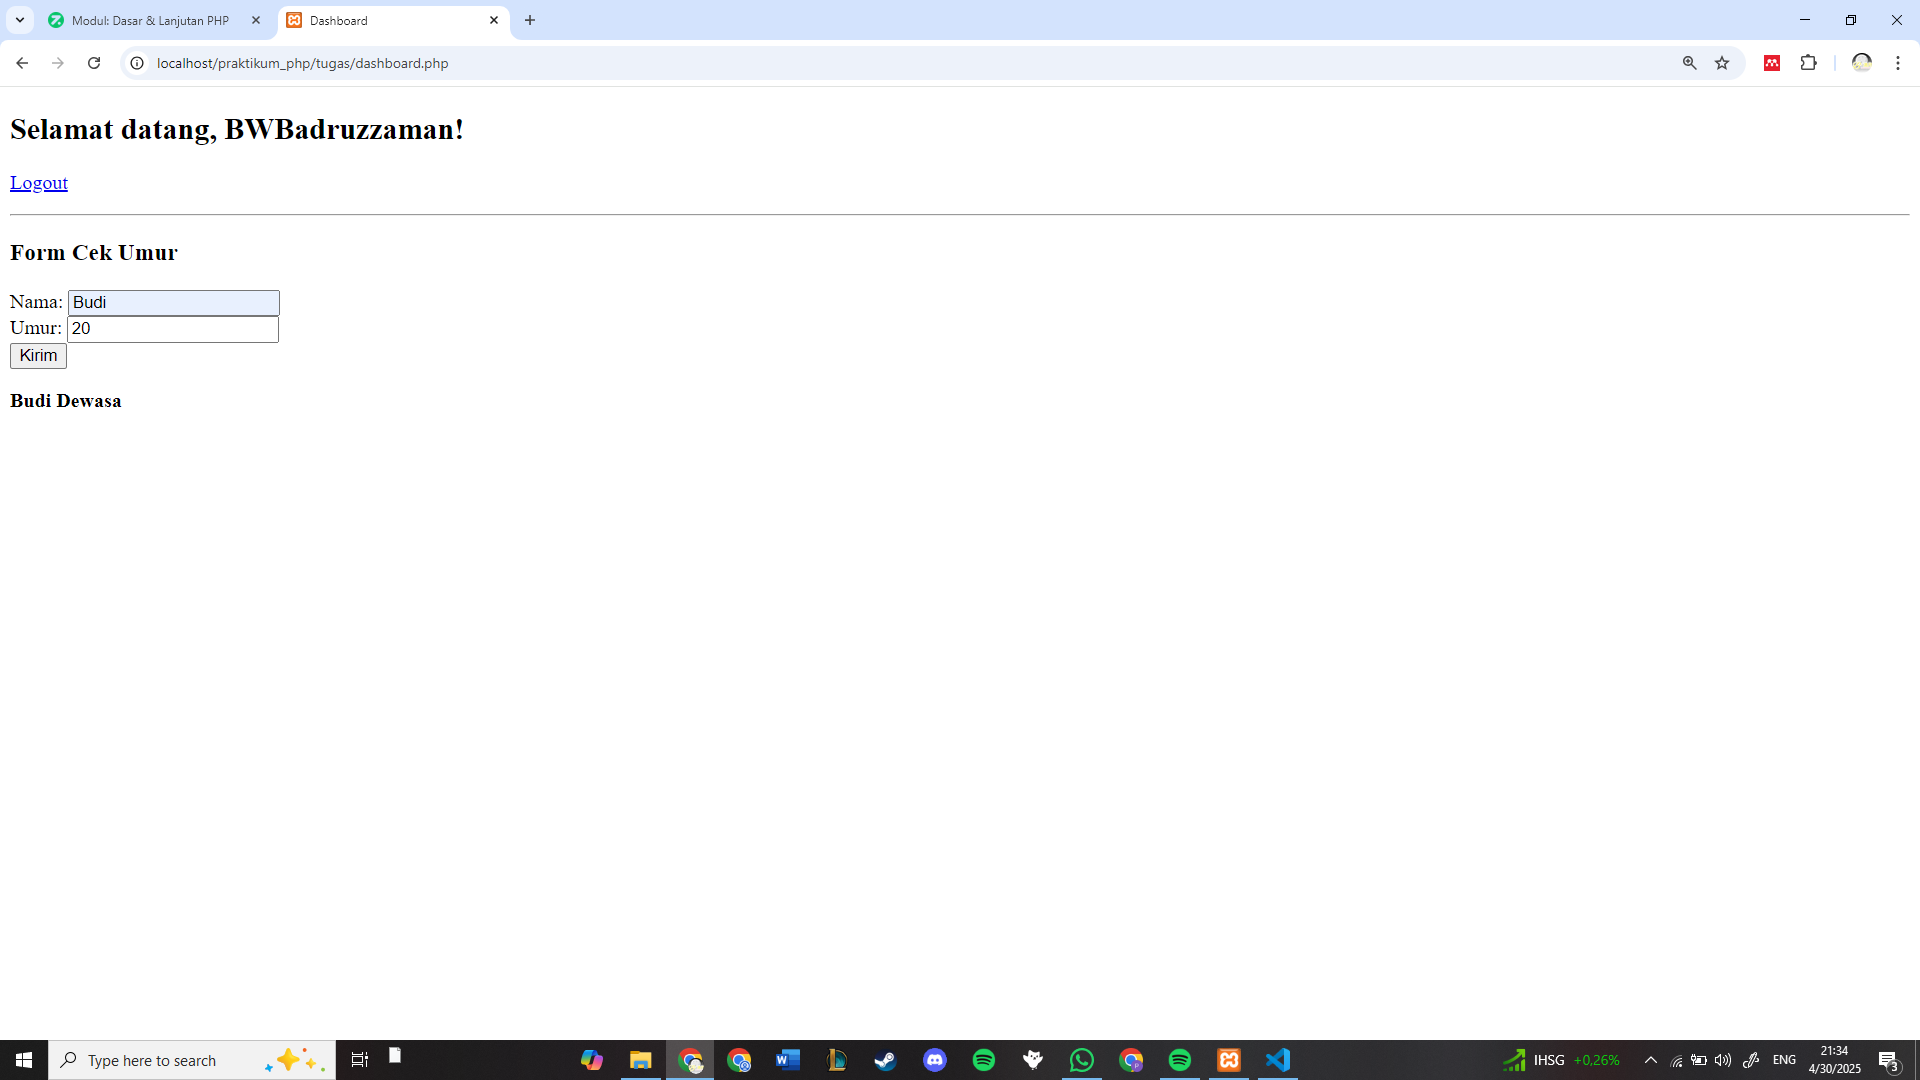 Modul: Dasar & Lanjutan PHP
Dashboard
localhost/praktikum_php/tugas/dashboard.php
Selamat datang, BWBadruzzaman!
Logout
Form Cek Umur
Nama: Budi
Umur: 20
Kirim
Budi Dewasa
Type here to search
IHSG +0,26%
ENG
21:34
4/30/2025
3